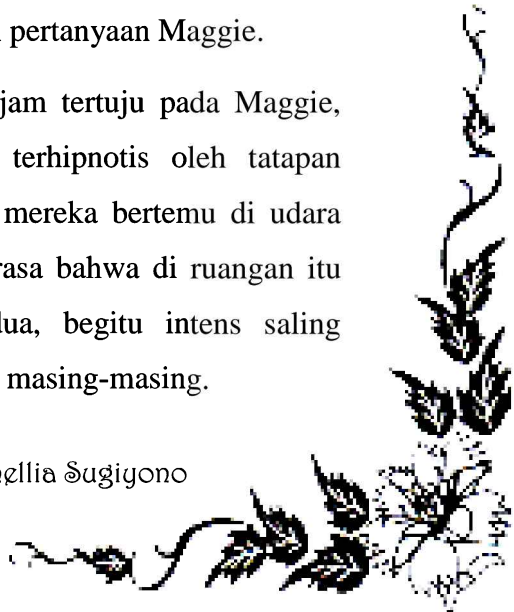 pertanyaan Maggie.
jam tertuju pada Maggie,
terhipnotis oleh tatapan
mereka bertemu di udara
rasa bahwa di ruangan itu
dua, begitu intens saling
masing-masing.
ellia Sugiyono